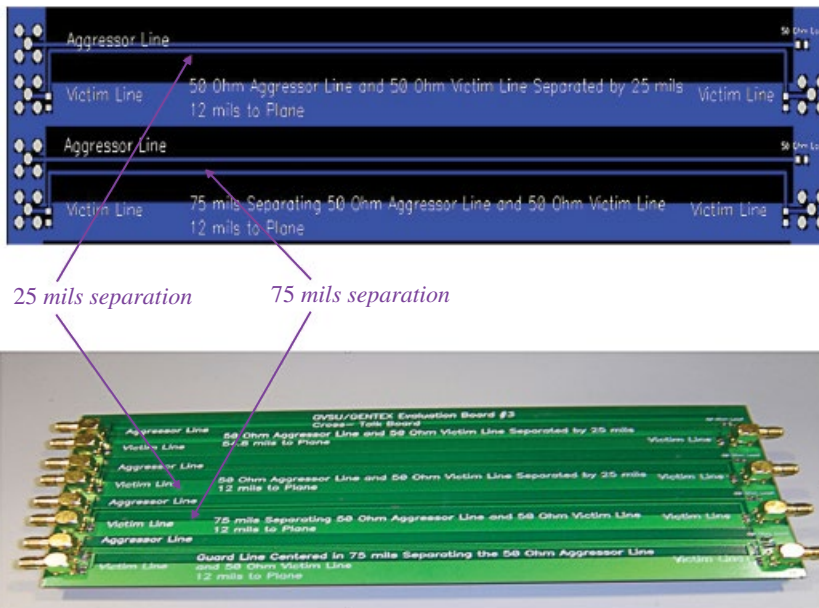 Aggressor Line
50 Ohm
Victim Line
50 Ohm Aggressor Line and 50 Ohm Victim Line Separated by 25 mils
Victim Line
12 mils to Plane
Aggressor Line
50 Ohm
Victim Line
75 mils Separating 50 Ohm Aggressor Line and 50 Ohm Victim Line
Victim Line
12 mils to Plane
25 mils separation
75 mils separation
GVSU/GENTEX Evaluation Board #3
Cross- Talk Board
Aggressor Line
50 Ohm Aggressor Line and 50 Ohm Victim Line Separated by 25 mils
Victim Line
mils to Plane
Victim Line
Aggressor Line
Victim Line
50 Ohm Aggressor Line and 50 Ohm Victim Line Separated by 25 mils
Victim Line
12 mils to Plane
Aggressor Line
Victim Line
75 mils Separating 50 Ohm Aggressor Line and 50 Ohm Victim Line
Victim Line
12 mils to Plane
Aggressor Line
Guard Line Centered in 75 mils Separating the 50 Ohm Aggressor Line
Victim Line
and 50 Ohm Victim Line
Victim Line
12 mils to Plane